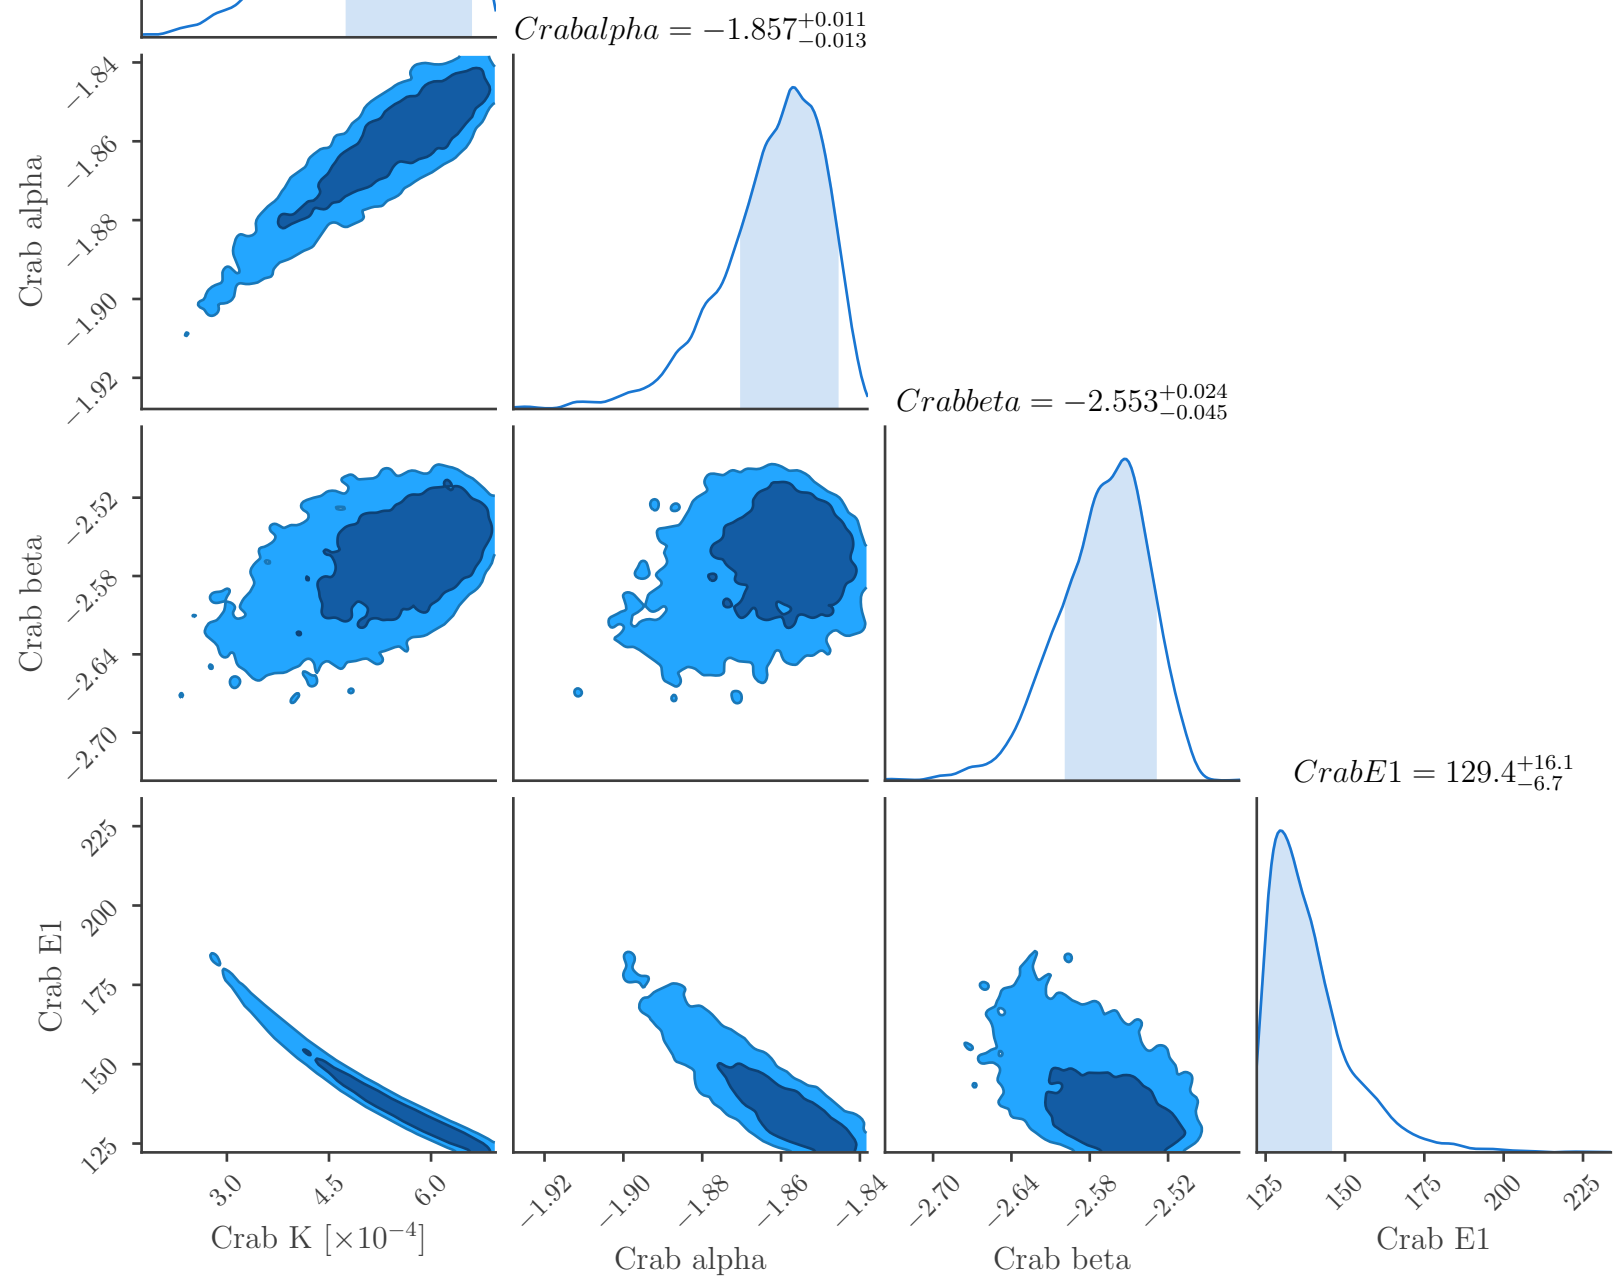 Crabalpha = −1.857 +0.011 −0.013
−1.84
−1.86
−1.88
−1.90
−1.92
Crab alpha
Crabbeta = −2.553 +0.024 −0.045
−2.52
−2.58
−2.64
−2.70
Crab beta
CrabE1 = 129.4 +16.1 −6.7
225
200
175
150
125
Crab E1
3.0 4.5 6.0
−1.92 −1.90 −1.88 −1.86 −1.84
−2.70 −2.64 −2.58 −2.52
125 150 175 200 225
Crab K [×10−4]
Crab alpha
Crab beta
Crab E1